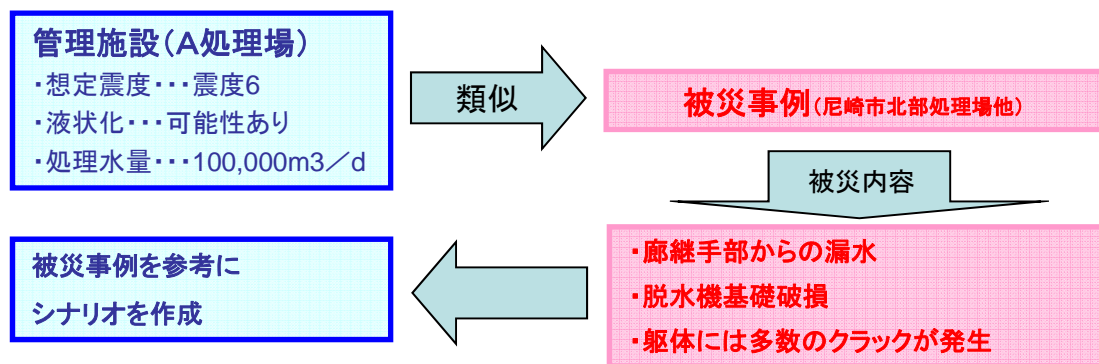 管理施設(A処理場)
・想定震度・・・震度6
・液状化・・・可能性あり
・処理水量・・・100,000m3／d
類似
被災事例(尼崎市北部処理場他)
被災内容
・廊継手部からの漏水
・脱水機基礎破損
・躯体には多数のクラックが発生
被災事例を参考に
シナリオを作成